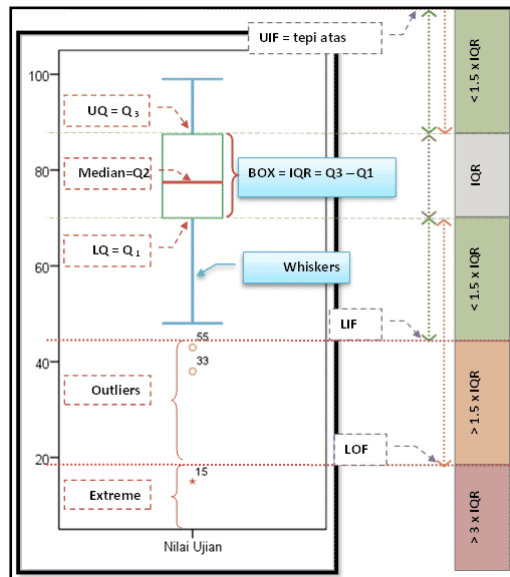 UIF = tepi atas
100
UQ = Q3
< 1.5 x IQR
80
Median=Q2
BOX = IQR = Q3 – Q1
IQR
LQ = Q1
60
Whiskers
< 1.5 x IQR
LIF
55
33
40
Outliers
> 1.5 x IQR
LOF
20
15
Extreme
> 3 x IQR
Nilai Ujian